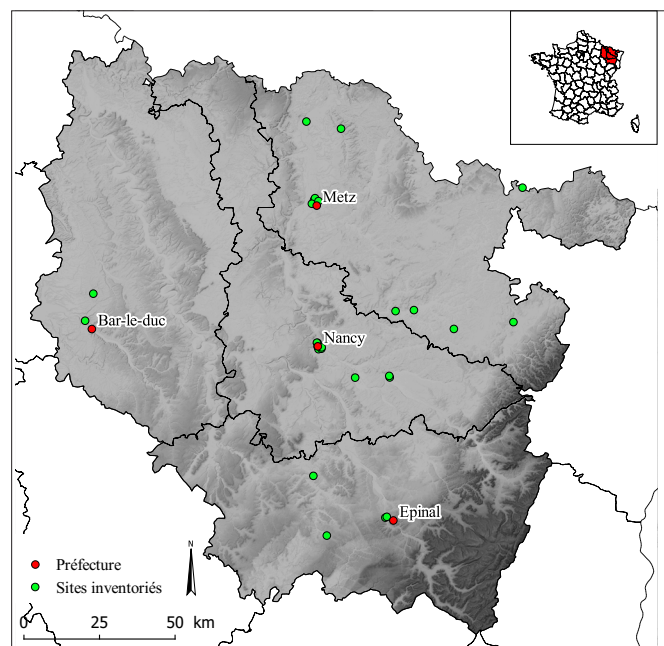 Metz
Bar-le-duc
Nancy
Epinal
N
Préfecture
Sites inventoriés
0 25 50 km